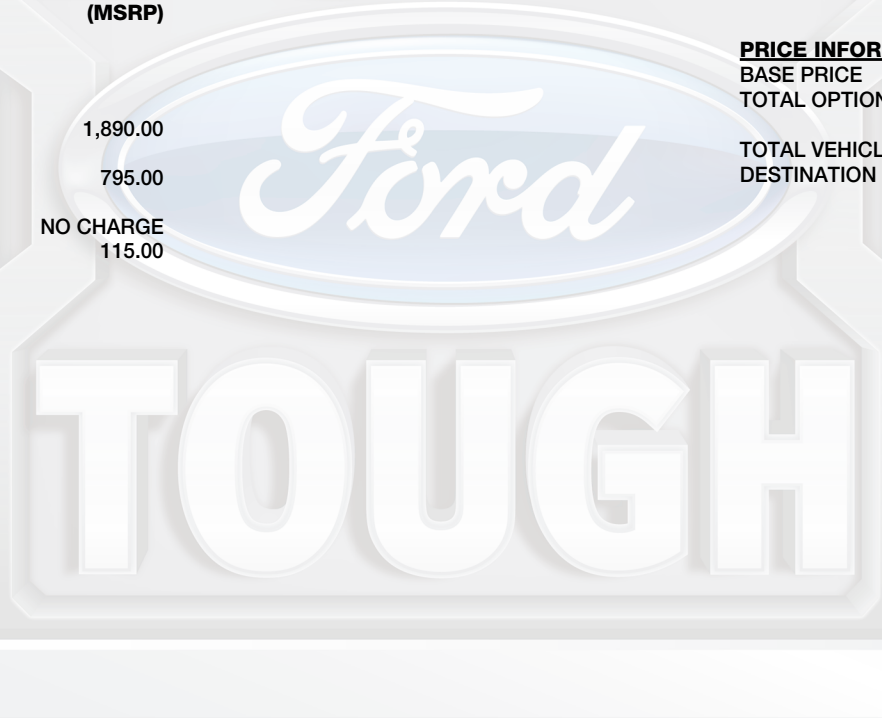 (MSRP)
1,890.00
795.00
NO CHARGE
115.00
PRICE INFOR
BASE PRICE
TOTAL OPTION
TOTAL VEHICL
DESTINATION
Ford
TOUGH